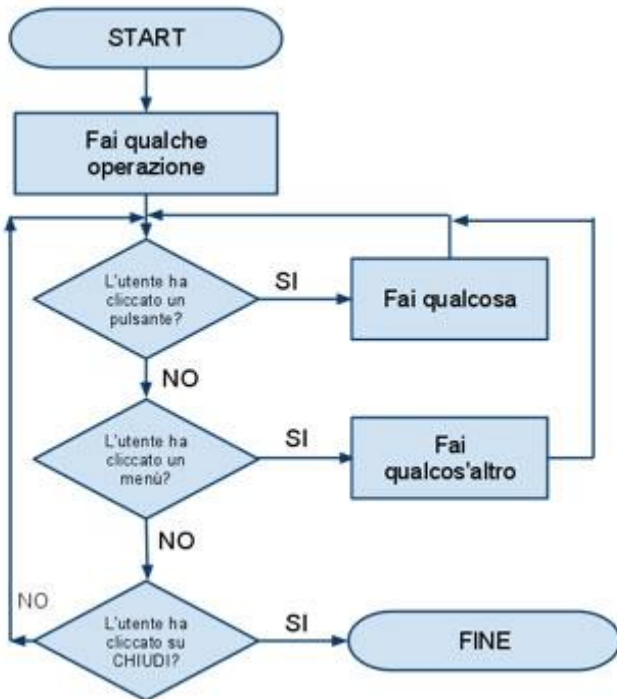 START
Fai qualche
operazione
L'utente ha
cliccato un
pulsante?
SI
Fai qualcosa
NO
L'utente ha
cliccato un
menù?
SI
Fai
qualcos'altro
NO
NO
L'utente ha
cliccato su
CHIUDI?
SI
FINE